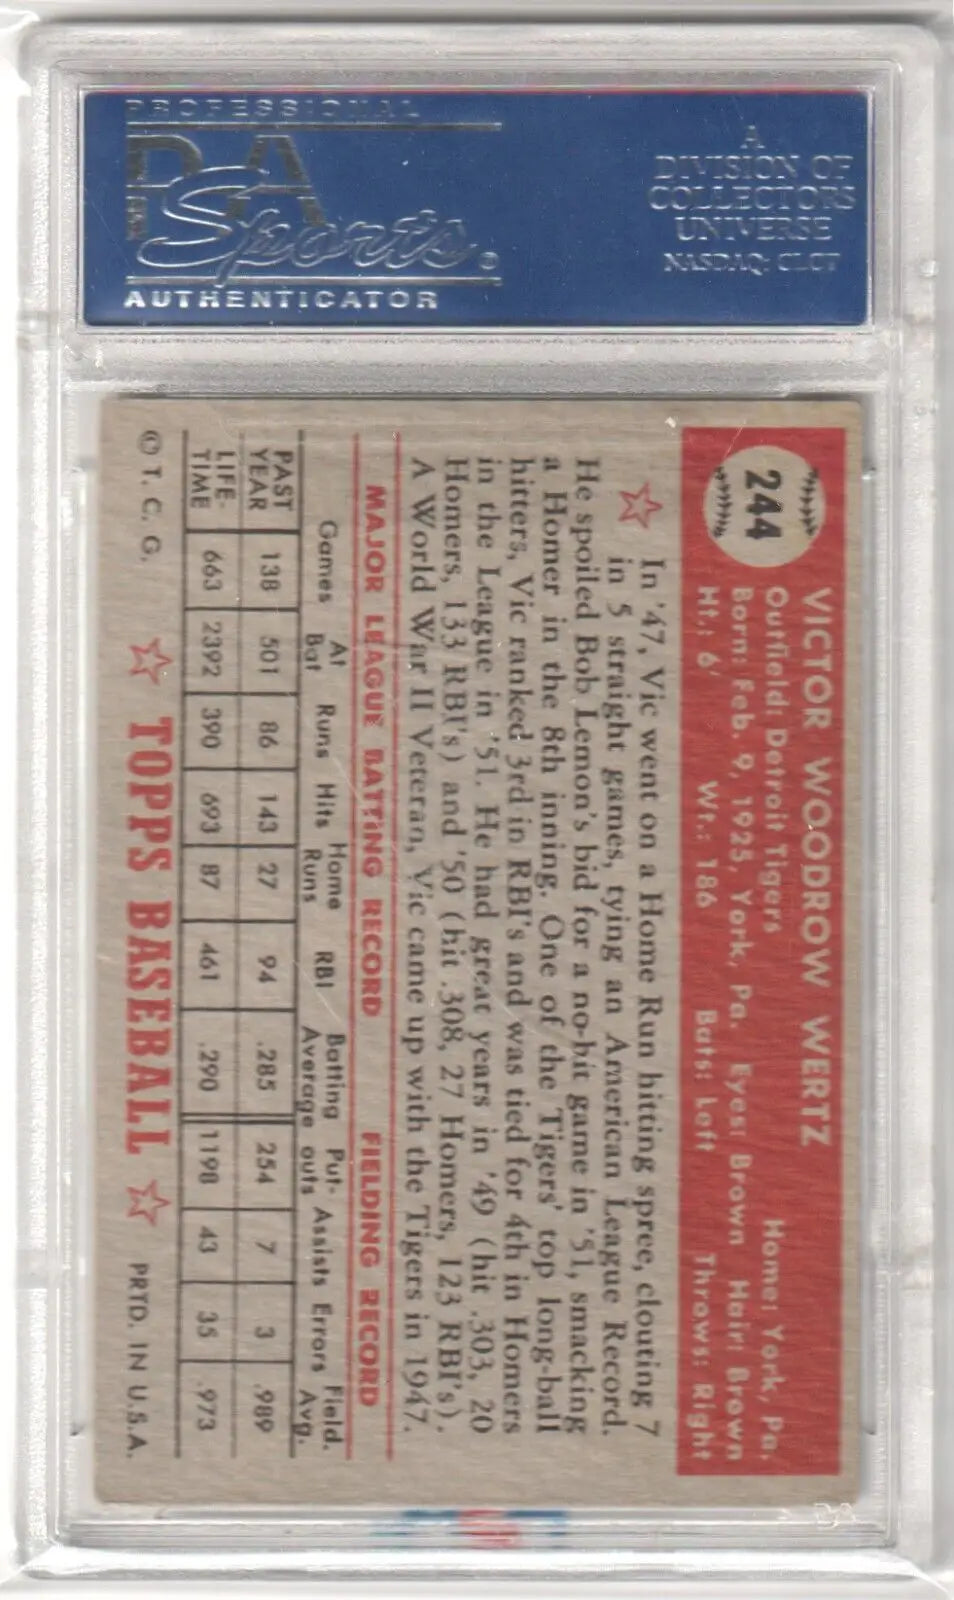 PROFESSIONAL
PSA
Sports
AUTHENTICATOR
A
DIVISION OF
COLLECTORS
UNIVERSE
NASDAQ: CLCT
244
VICTOR WOODROW WERTZ
Outfield: Detroit Tigers Home: York, Pa.
Born: Feb. 9, 1925, York, Pa. Eyes: Brown Hair: Brown
Ht.: 6' Wt.: 186 Bats: Left Throws: Right
In '47, Vic went on a Home Run hitting spree, clouting 7
in 5 straight games, tying an American League Record.
He spoiled Bob Lemon's bid for a no-hit game in '51, smacking
a Homer in the 8th inning. One of the Tigers' top long-ball
hitters, Vic ranked 3rd in RBI's and was tied for 4th in Homers
in the League in '51. He had great years in '49 (hit .303, 20
Homers, 133 RBI's) and '50 (hit .308, 27 Homers, 123 RBI's).
A World War II Veteran, Vic came up with the Tigers in 1947.
MAJOR LEAGUE BATTING RECORD FIELDING RECORD
Games At Bat Runs Hits Home Runs RBI Batting Average Put-outs Assists Errors Field. Avg.
PAST YEAR 138 501 86 143 27 94 .285 254 7 3 .989
LIFE-TIME 663 2392 390 693 87 461 .290 1198 43 35 .973
© T. C. G. TOPPS BASEBALL PRTD. IN U.S.A.